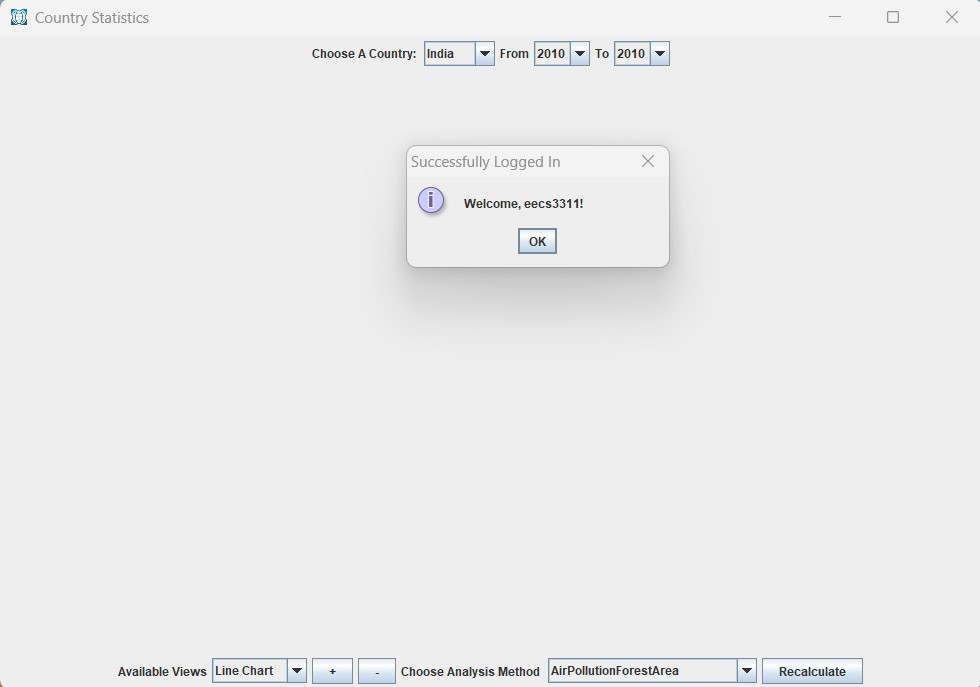 Country Statistics
Choose A Country: India From 2010 To 2010
Successfully Logged In
i
Welcome, eecs3311!
OK
Available Views Line Chart + - Choose Analysis Method AirPollutionForestArea Recalculate